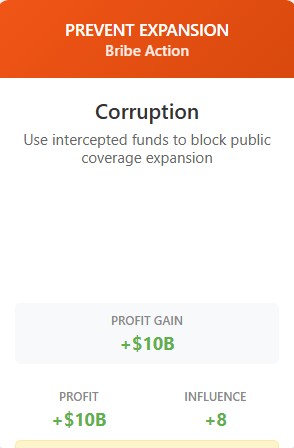 PREVENT EXPANSION
Bribe Action
Corruption
Use intercepted funds to block public
coverage expansion
PROFIT GAIN
+$10B
PROFIT INFLUENCE
+$10B +8